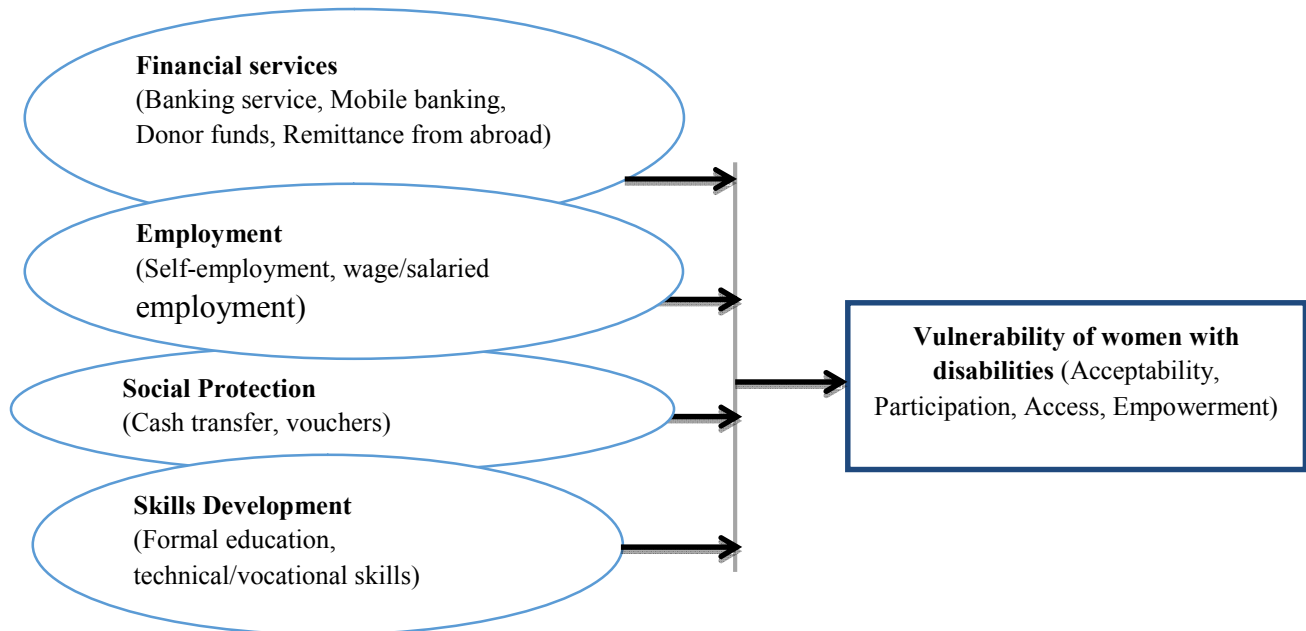 Financial services
(Banking service, Mobile banking,
Donor funds, Remittance from abroad)
Employment
(Self-employment, wage/salaried
employment)
Social Protection
(Cash transfer, vouchers)
Skills Development
(Formal education,
technical/vocational skills)
Vulnerability of women with
disabilities (Acceptability,
Participation, Access, Empowerment)